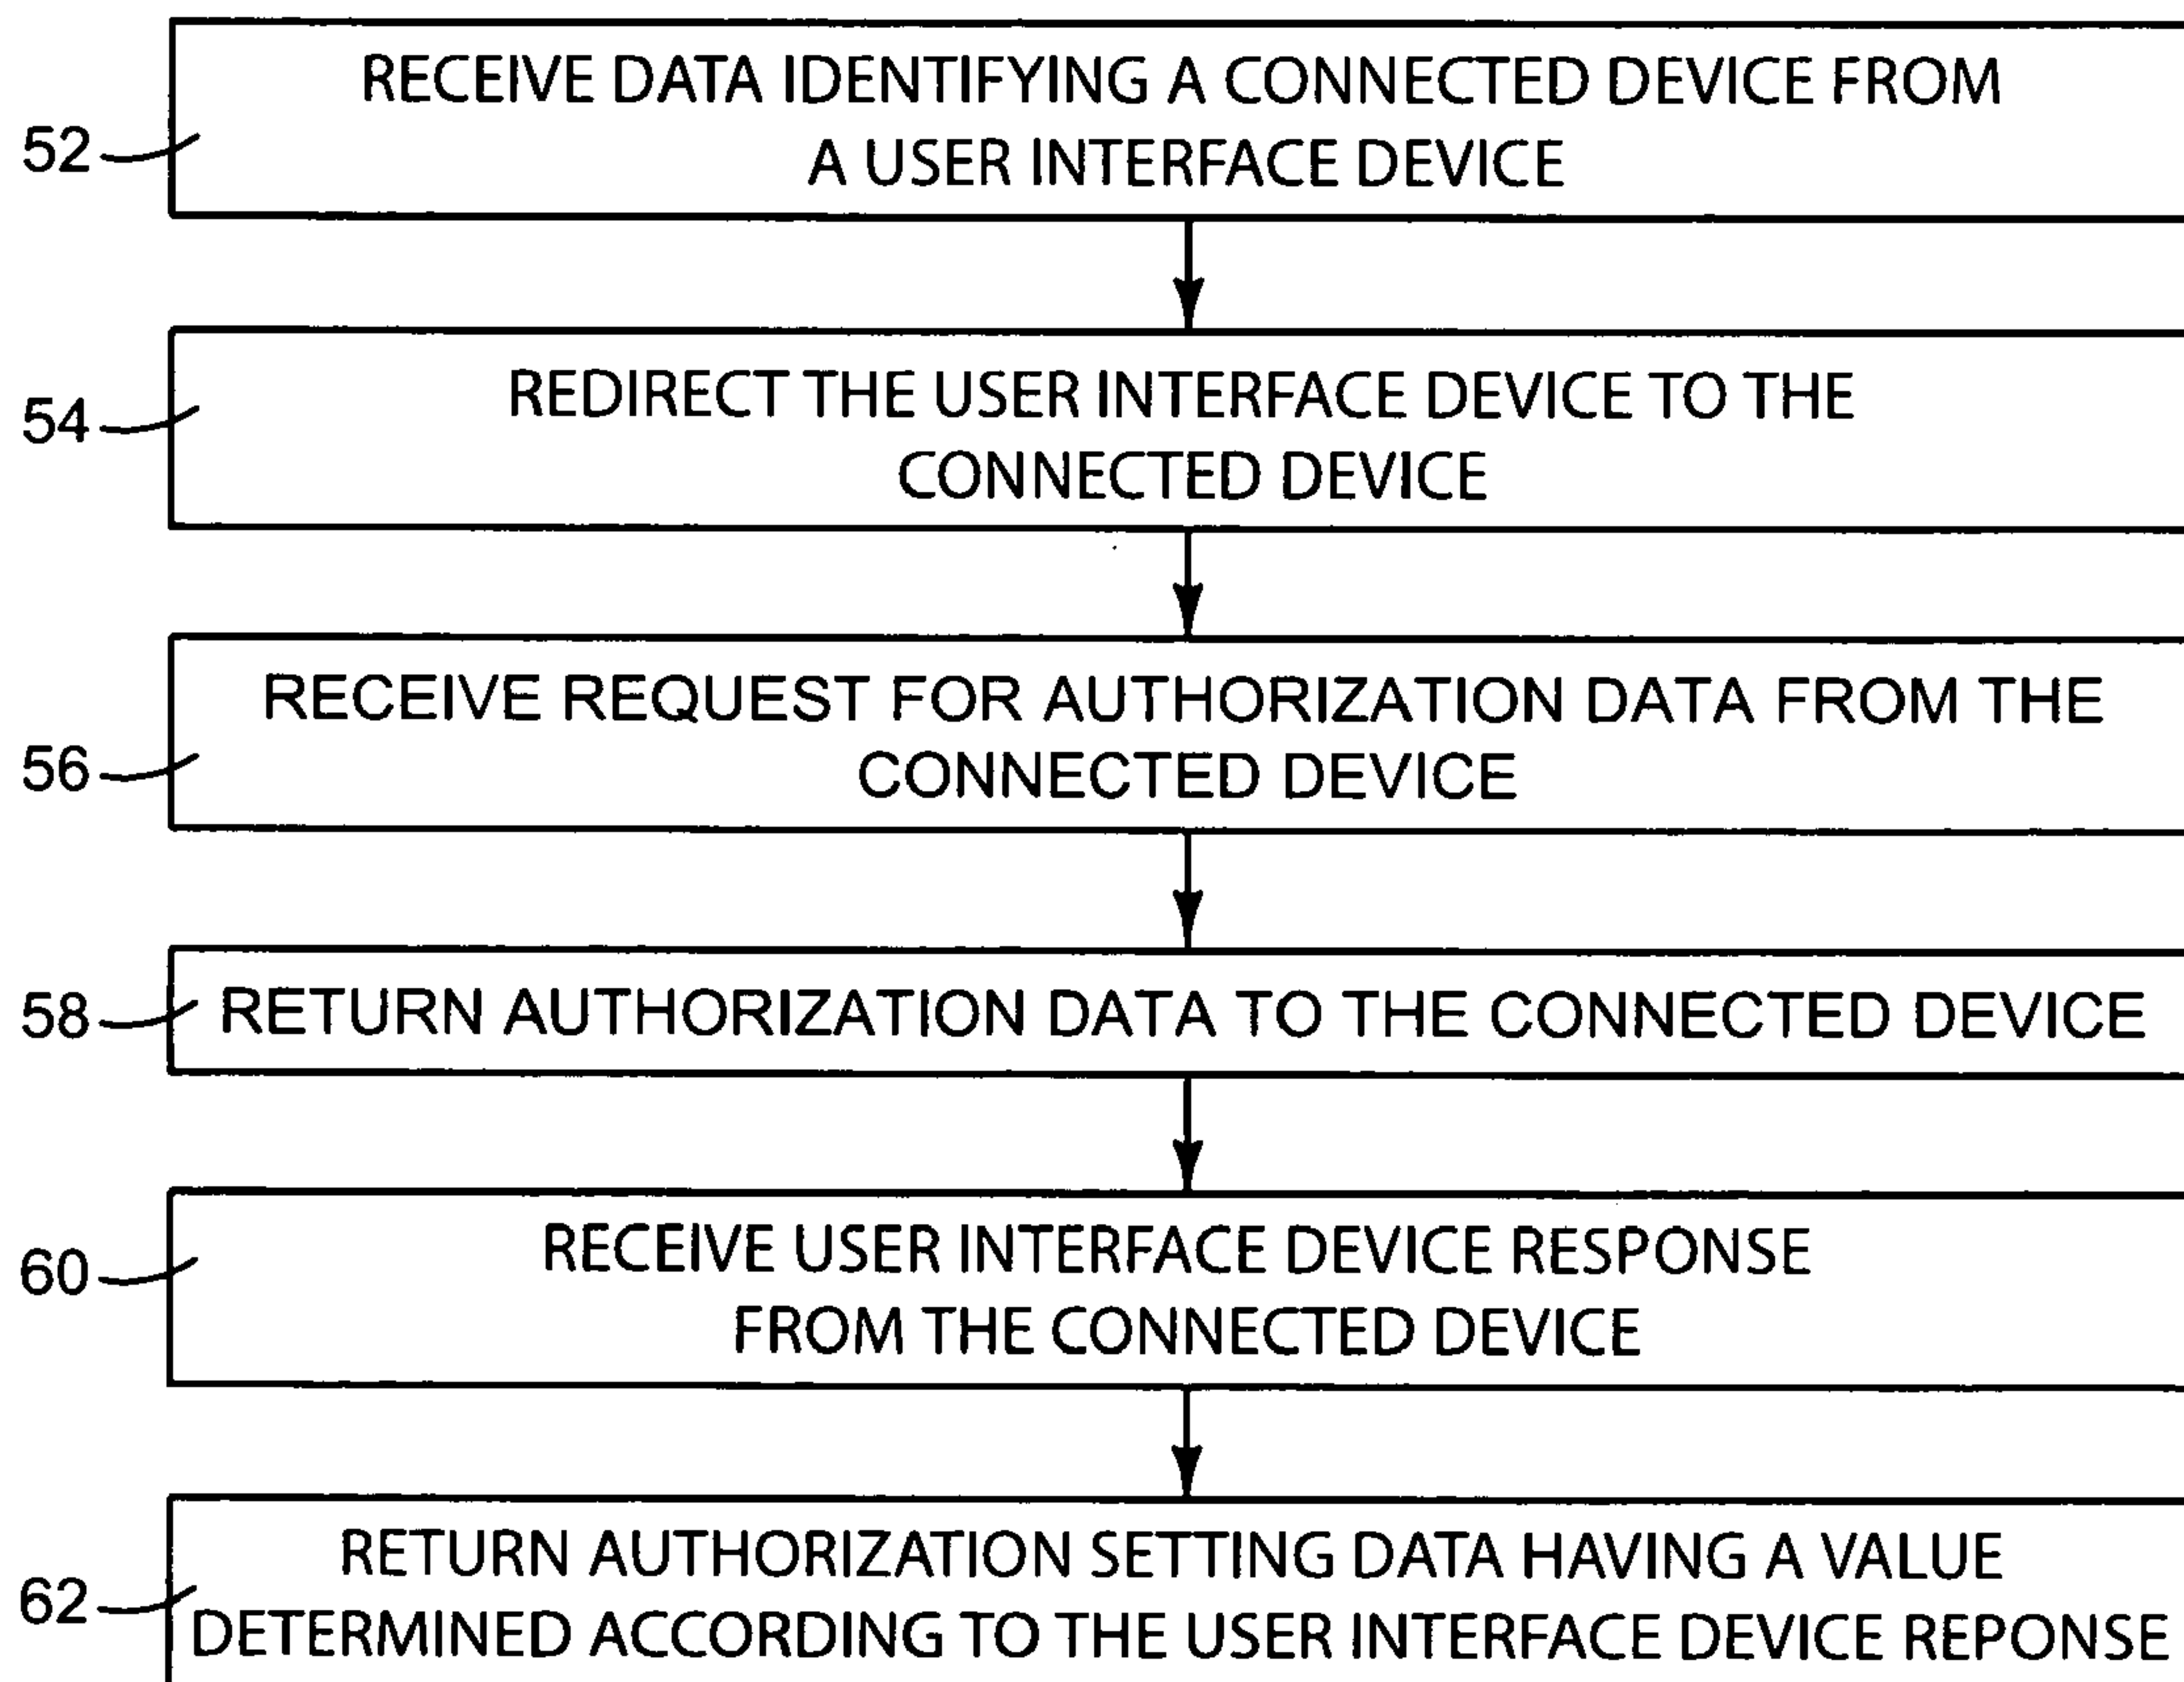 RECEIVE DATA IDENTIFYING A CONNECTED DEVICE FROM
A USER INTERFACE DEVICE
52
REDIRECT THE USER INTERFACE DEVICE TO THE
CONNECTED DEVICE
54
RECEIVE REQUEST FOR AUTHORIZATION DATA FROM THE
CONNECTED DEVICE
56
58 RETURN AUTHORIZATION DATA TO THE CONNECTED DEVICE
RECEIVE USER INTERFACE DEVICE RESPONSE
60
FROM THE CONNECTED DEVICE
RETURN AUTHORIZATION SETTING DATA HAVING A VALUE
62
DETERMINED ACCORDING TO THE USER INTERFACE DEVICE REPONSE